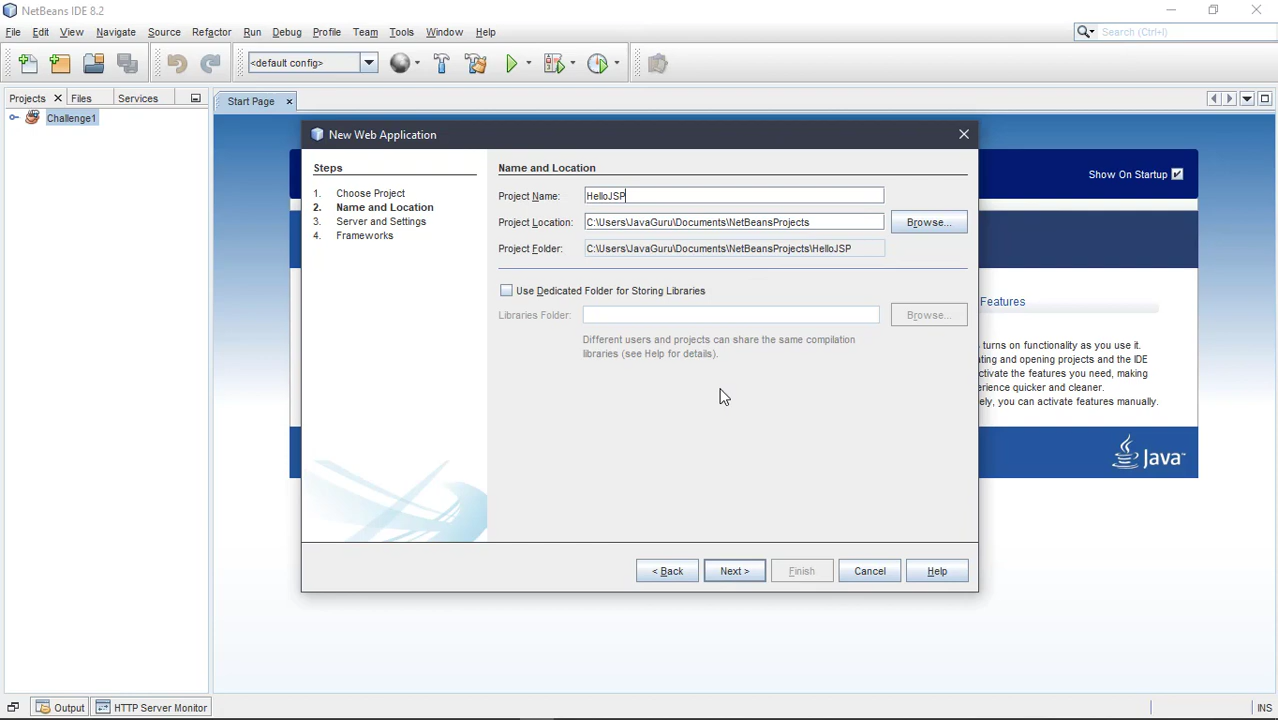 NetBeans IDE 8.2
File Edit View Navigate Source Refactor Run Debug Profile Team Tools Window Help
Search (Ctrl+I)
<default config>
Projects Files Services
Start Page
Challenge1
New Web Application
Show On Startup
Steps
1. Choose Project
2. Name and Location
3. Server and Settings
4. Frameworks
Name and Location
Project Name: HelloJSP
Project Location: C:\Users\JavaGuru\Documents\NetBeansProjects Browse...
Project Folder: C:\Users\JavaGuru\Documents\NetBeansProjects\HelloJSP
Use Dedicated Folder for Storing Libraries
Libraries Folder: Browse...
Different users and projects can share the same compilation
libraries (see Help for details).
Features
turns on functionality as you use it.
ating and opening projects and the IDE
ctivate the features you need, making
erience quicker and cleaner.
ely, you can activate features manually.
Java™
< Back Next > Finish Cancel Help
Output HTTP Server Monitor
INS